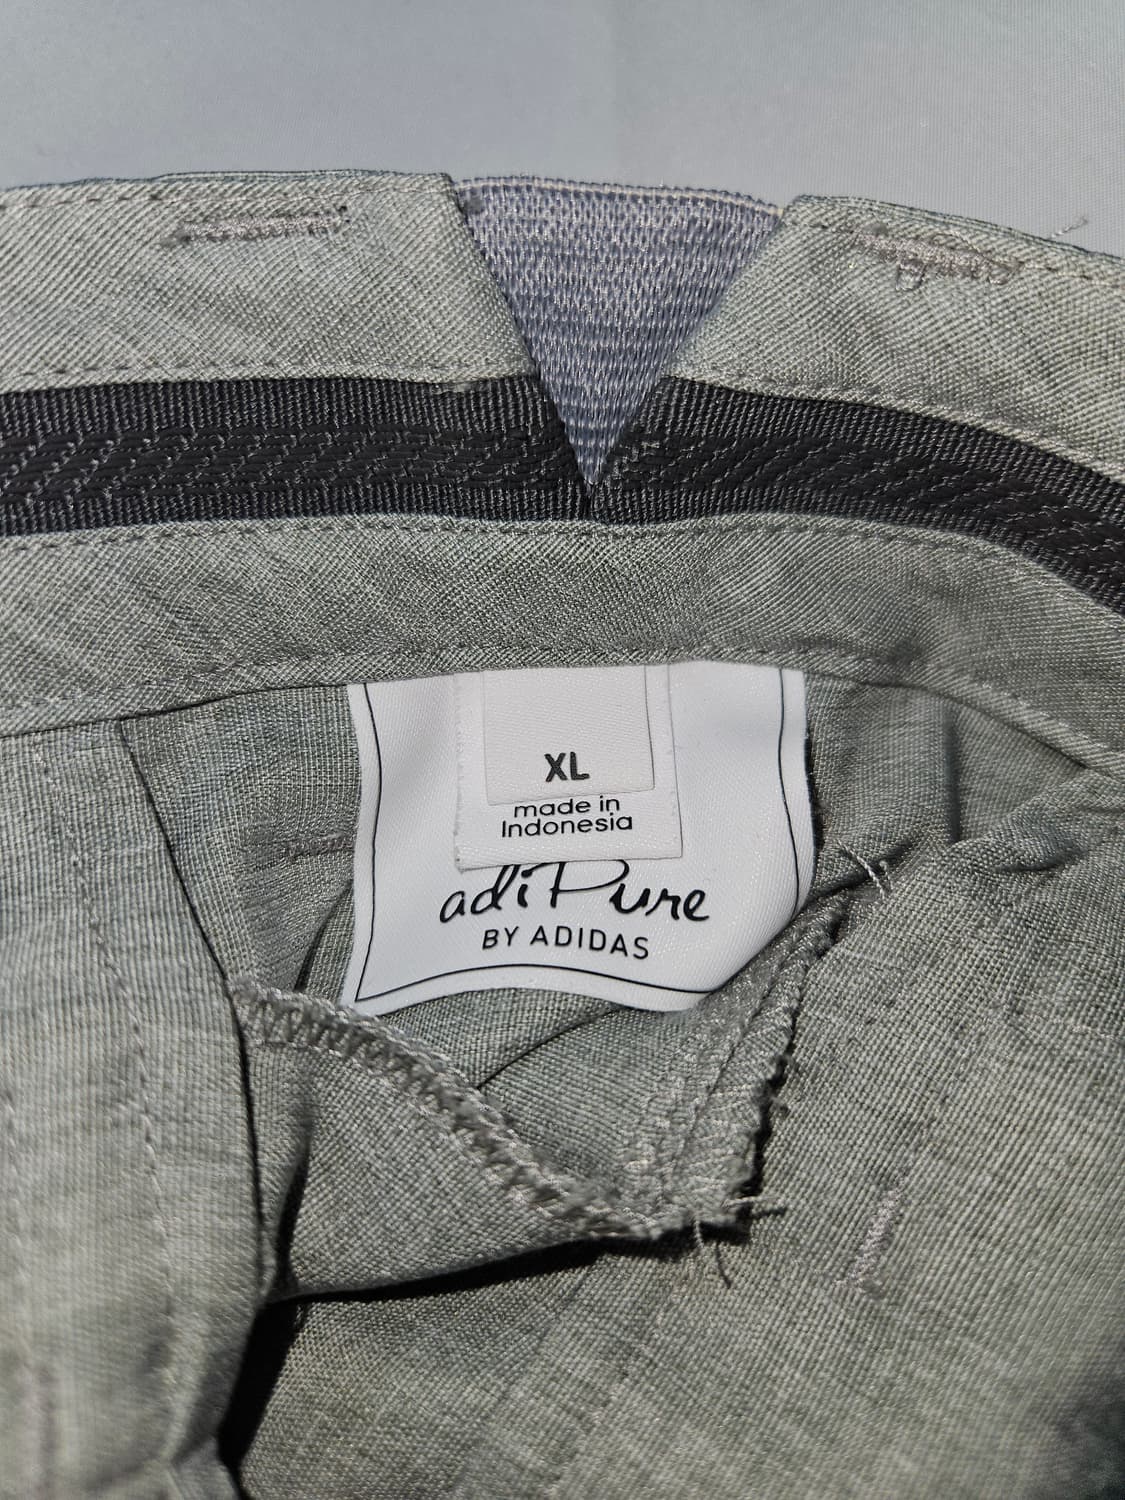 XL
made in
Indonesia
adiPure
BY ADIDAS